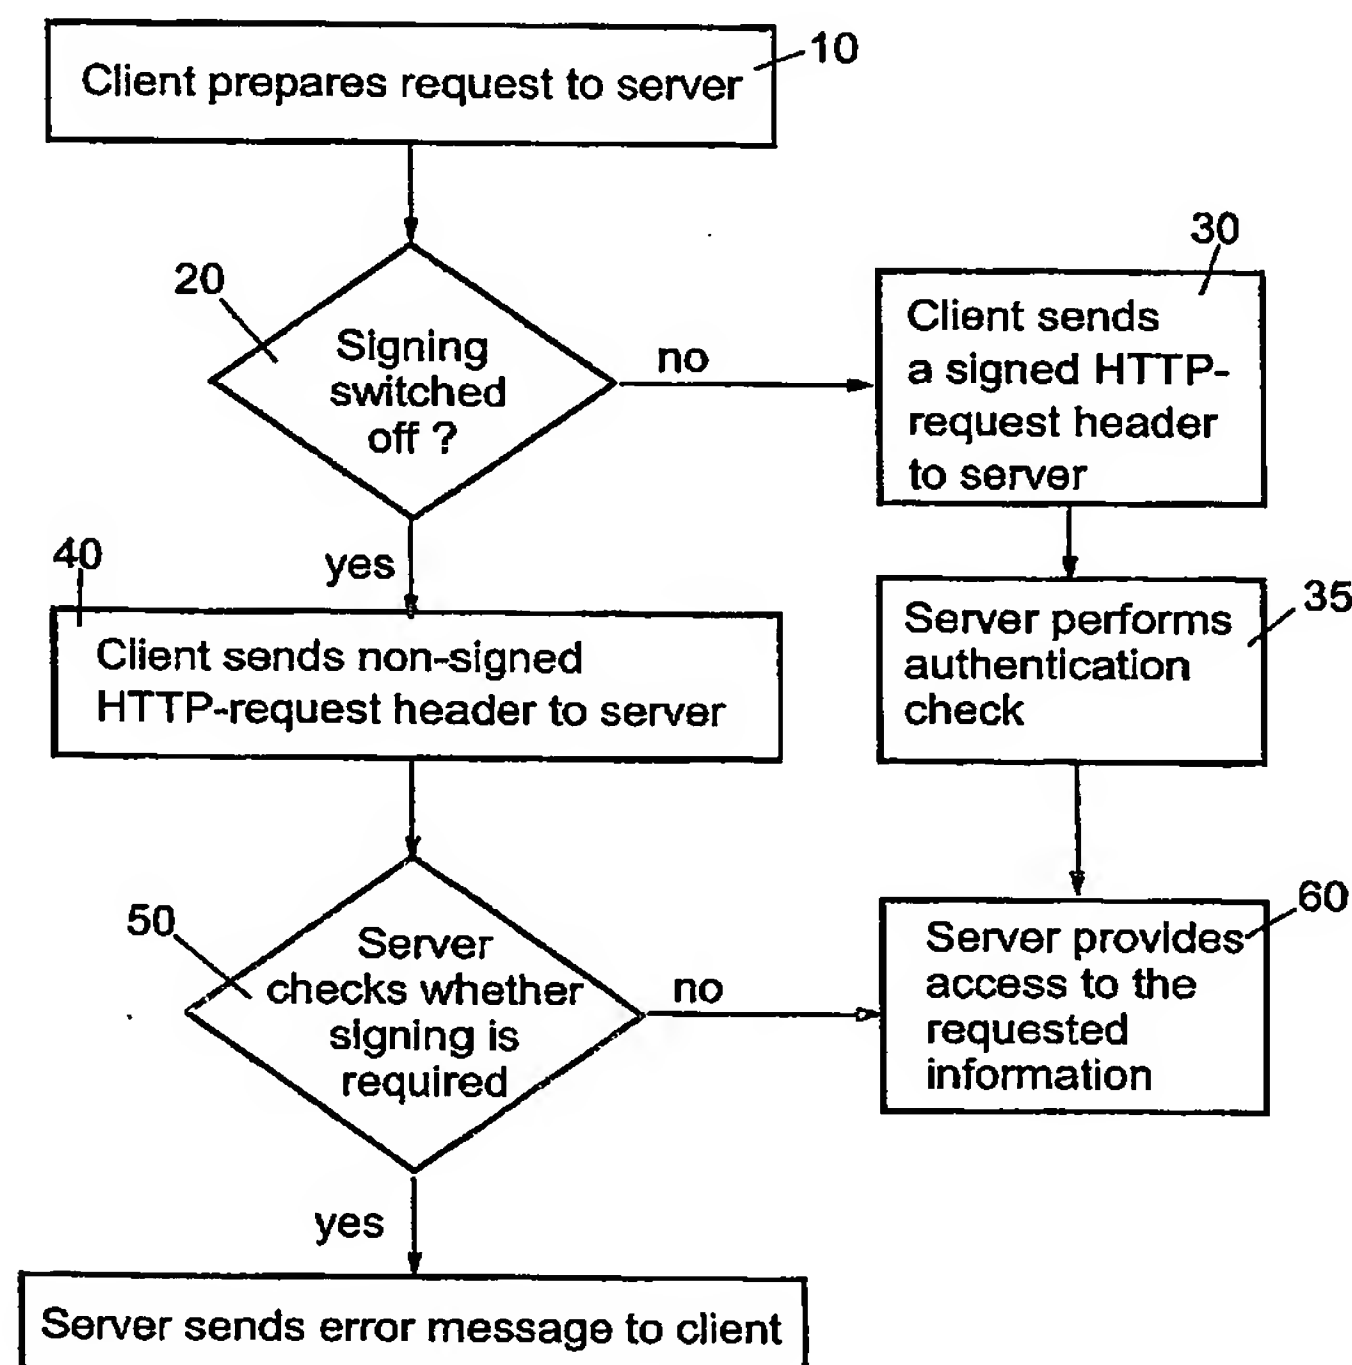 10
Client prepares request to server
20
Signing
switched
off ?
no
30
Client sends
a signed HTTP-
request header
to server
yes
40
Client sends non-signed
HTTP-request header to server
35
Server performs
authentication
check
50
Server
checks whether
signing is
required
no
60
Server provides
access to the
requested
information
yes
Server sends error message to client